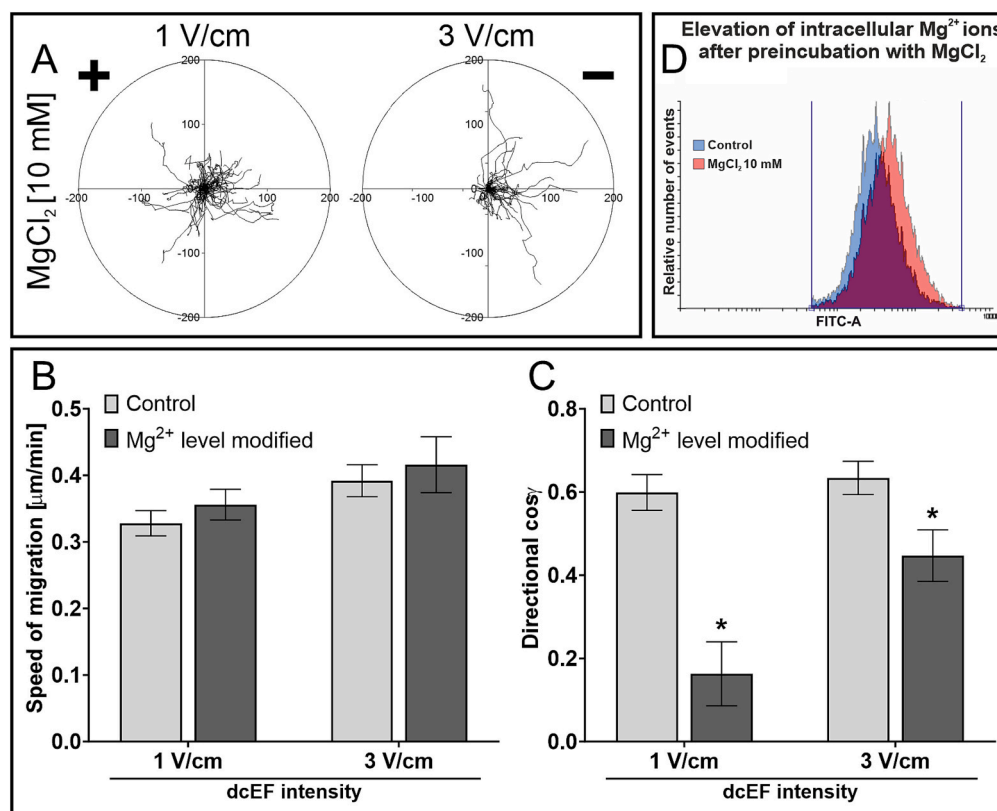 A
1 V/cm
3 V/cm
+
−
MgCl₂ [10 mM]
200
100
0
-100
-200
-200
-100
0
100
200
200
100
0
-100
-200
-200
-100
0
100
200
Elevation of intracellular Mg²⁺ ions
after preincubation with MgCl₂
D
Control
MgCl₂ 10 mM
Relative number of events
FITC-A
B
Control
Mg²⁺ level modified
Speed of migration [µm/min]
0.5
0.4
0.3
0.2
0.1
0.0
1 V/cm
3 V/cm
dcEF intensity
C
Control
Mg²⁺ level modified
Directional cosγ
0.8
0.6
0.4
0.2
0.0
*
*
1 V/cm
3 V/cm
dcEF intensity